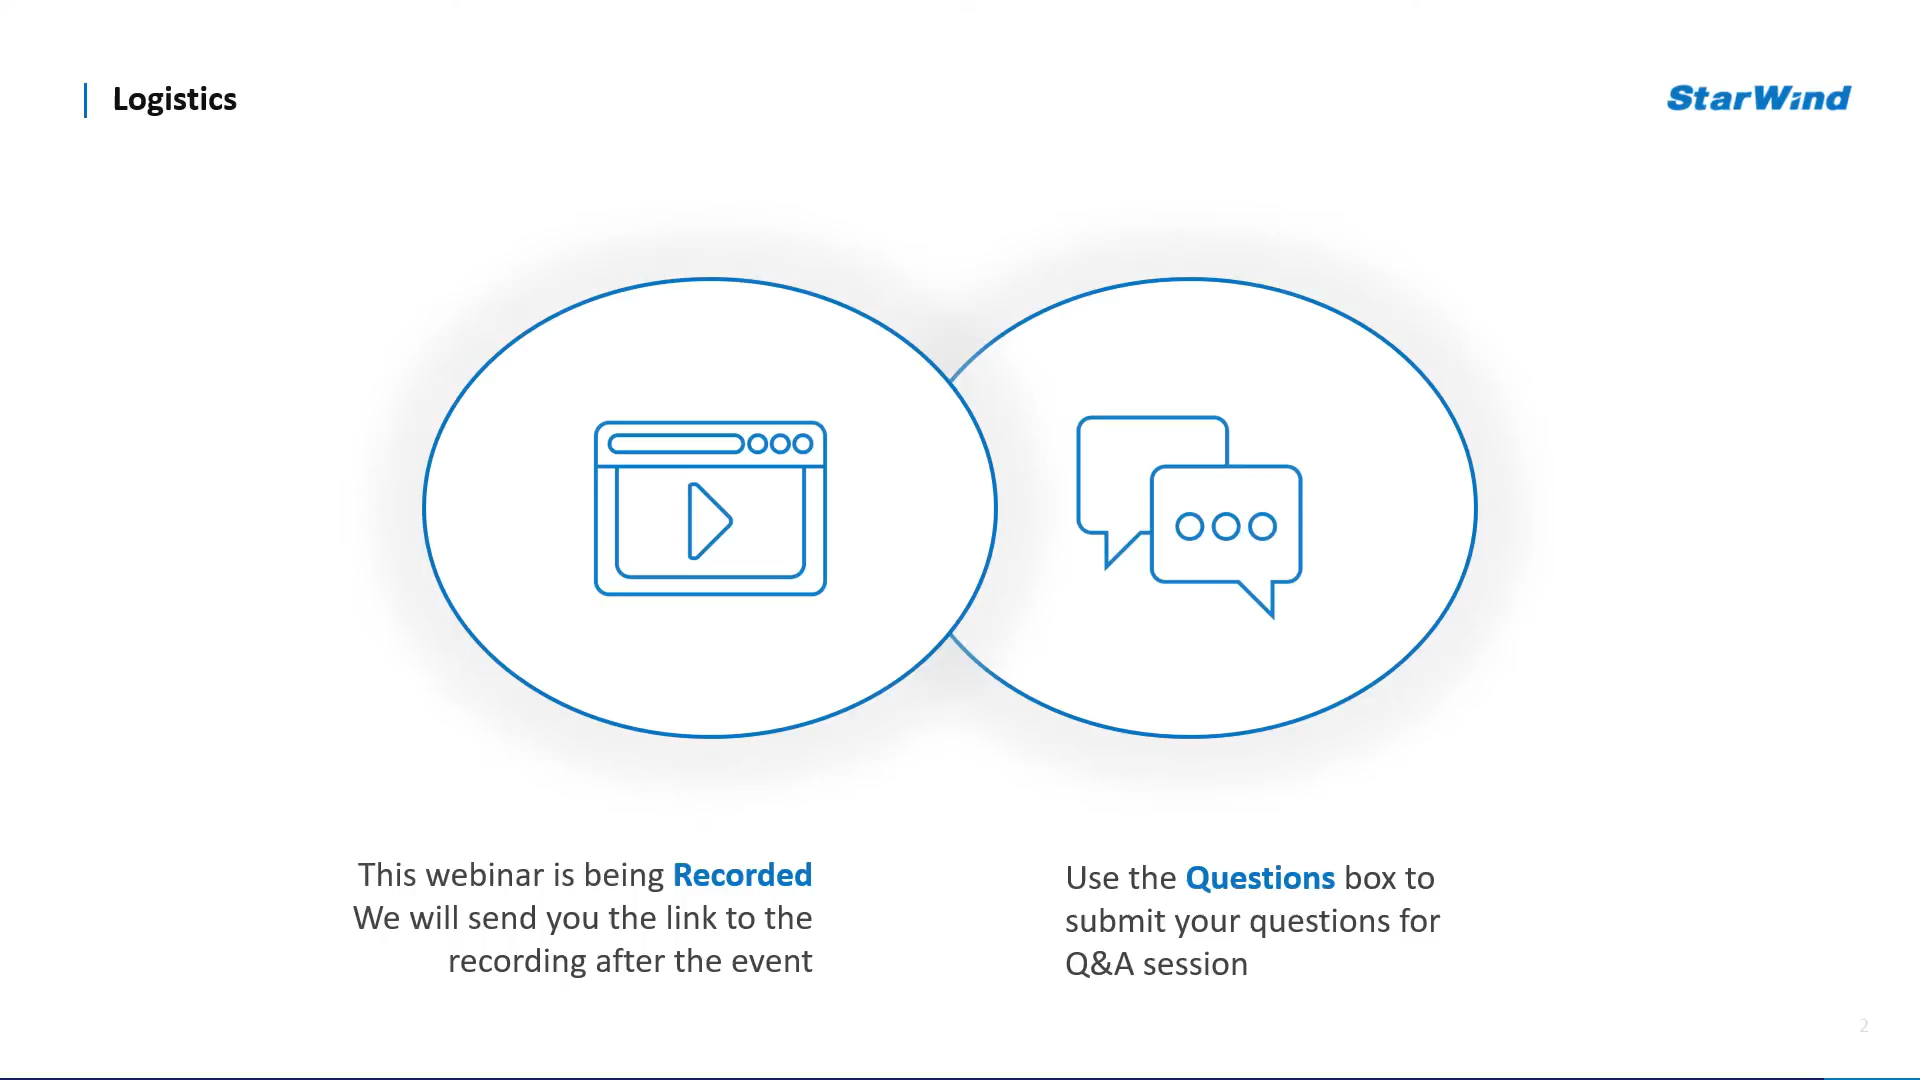 Logistics
StarWind
This webinar is being Recorded
We will send you the link to the
recording after the event
Use the Questions box to
submit your questions for
Q&A session
2